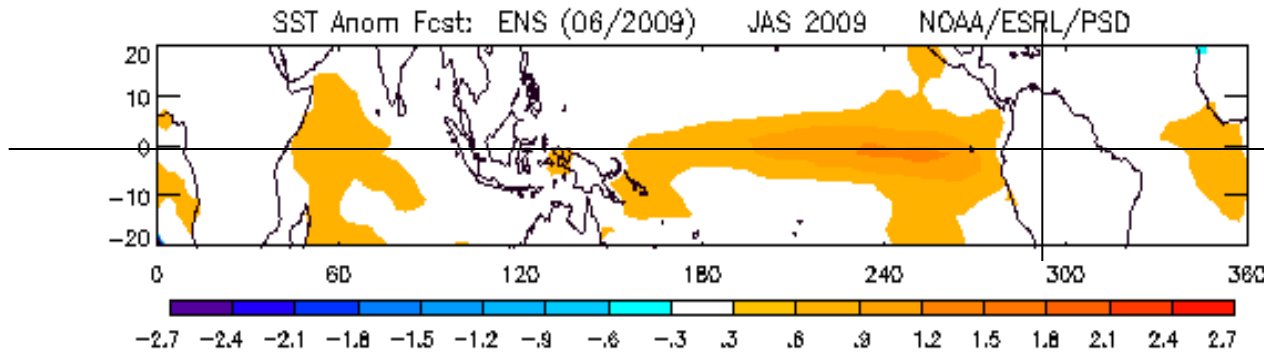 SST Anom Fcst: ENS (06/2009) JAS 2009 NOAA/ESRL/PSD
20
10
0
-10
-20
0 60 120 180 240 300 360
-2.7 -2.4 -2.1 -1.8 -1.5 -1.2 -.9 -.6 -.3 .3 .6 .9 1.2 1.5 1.8 2.1 2.4 2.7